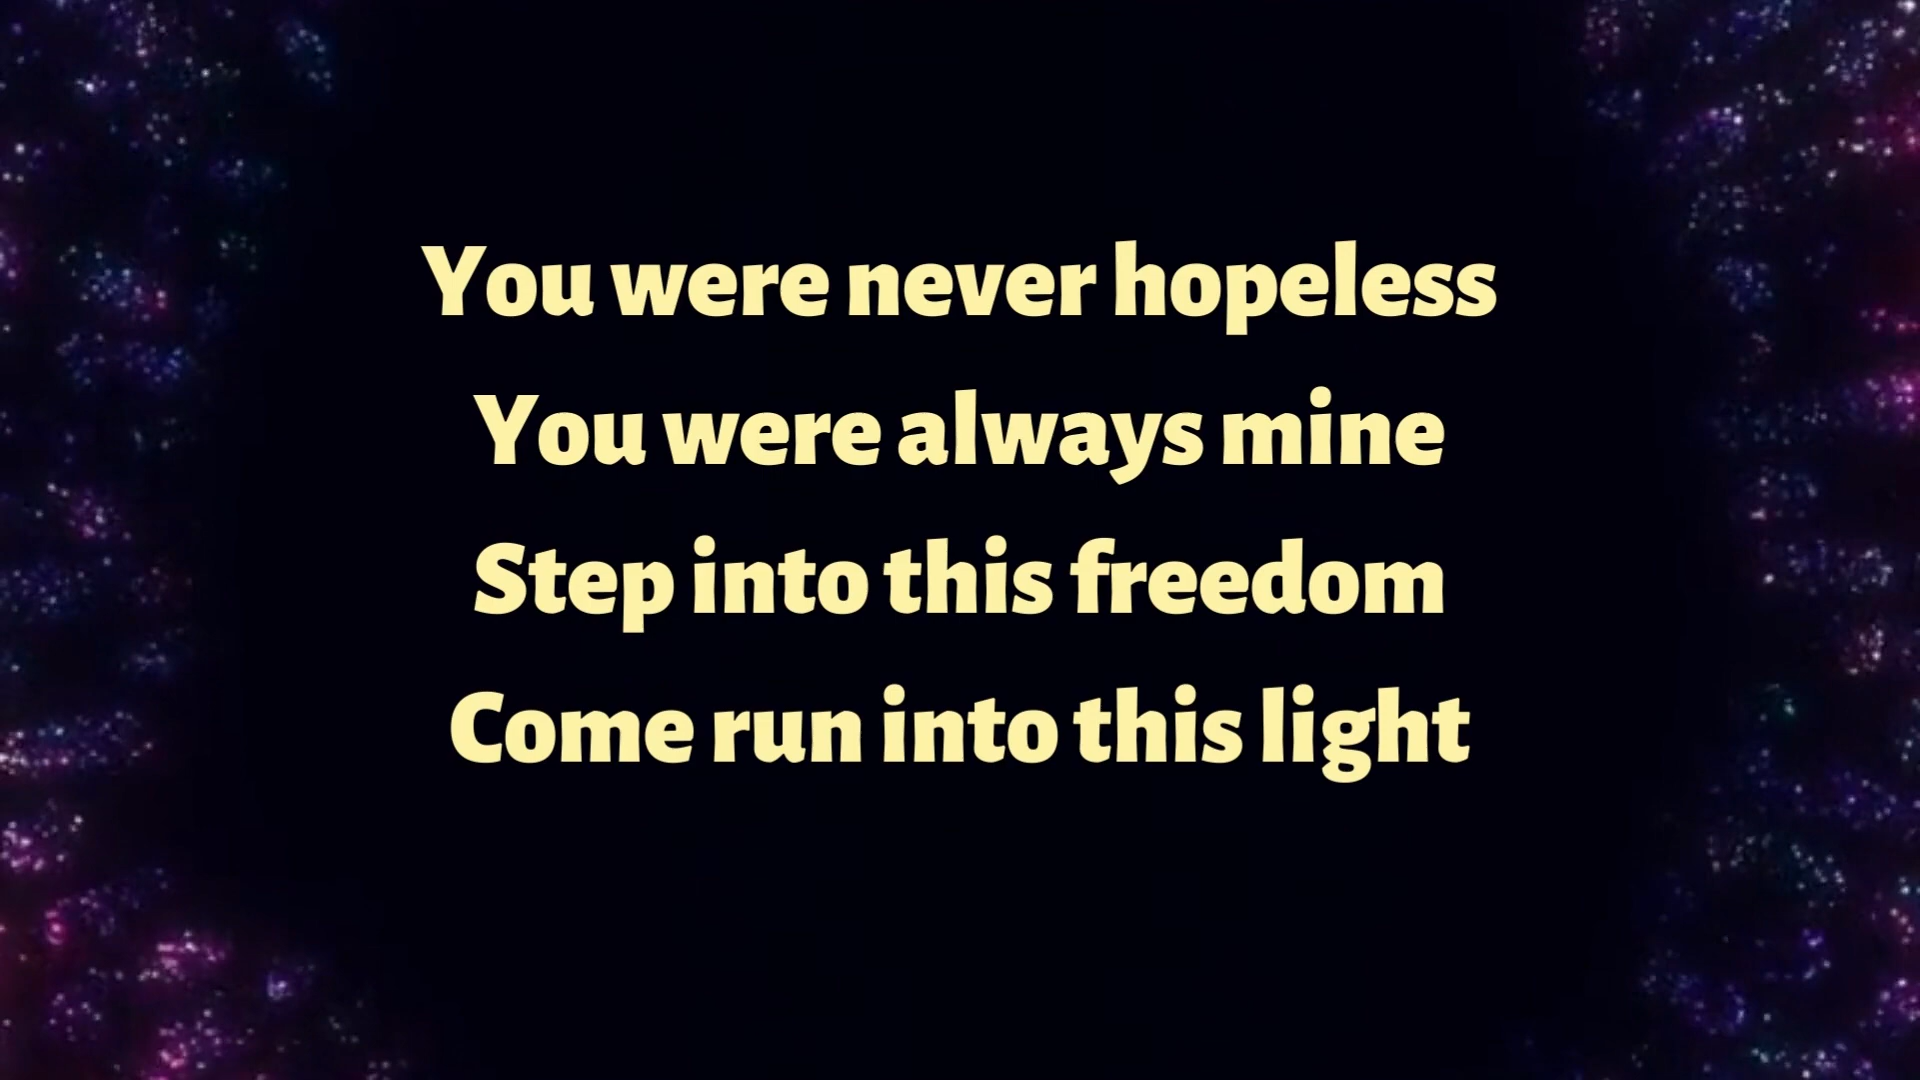 You were never hopeless
You were always mine
Step into this freedom
Come run into this light